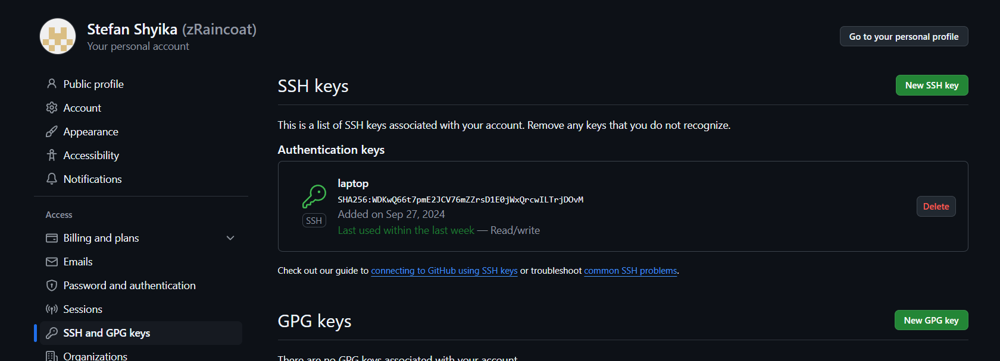 Stefan Shyika (zRaincoat)
Your personal account
Go to your personal profile
Public profile
Account
Appearance
Accessibility
Notifications
Access
Billing and plans
Emails
Password and authentication
Sessions
SSH and GPG keys
Organizations
SSH keys
New SSH key
This is a list of SSH keys associated with your account. Remove any keys that you do not recognize.
Authentication keys
laptop
SHA256:WDKwQ66t7pmE2JCV76mZZrsD1E0jWxQrcwILTrjDOvM
Added on Sep 27, 2024
Last used within the last week — Read/write
SSH
Delete
Check out our guide to connecting to GitHub using SSH keys or troubleshoot common SSH problems.
GPG keys
New GPG key
There are no GPG keys associated with your account.